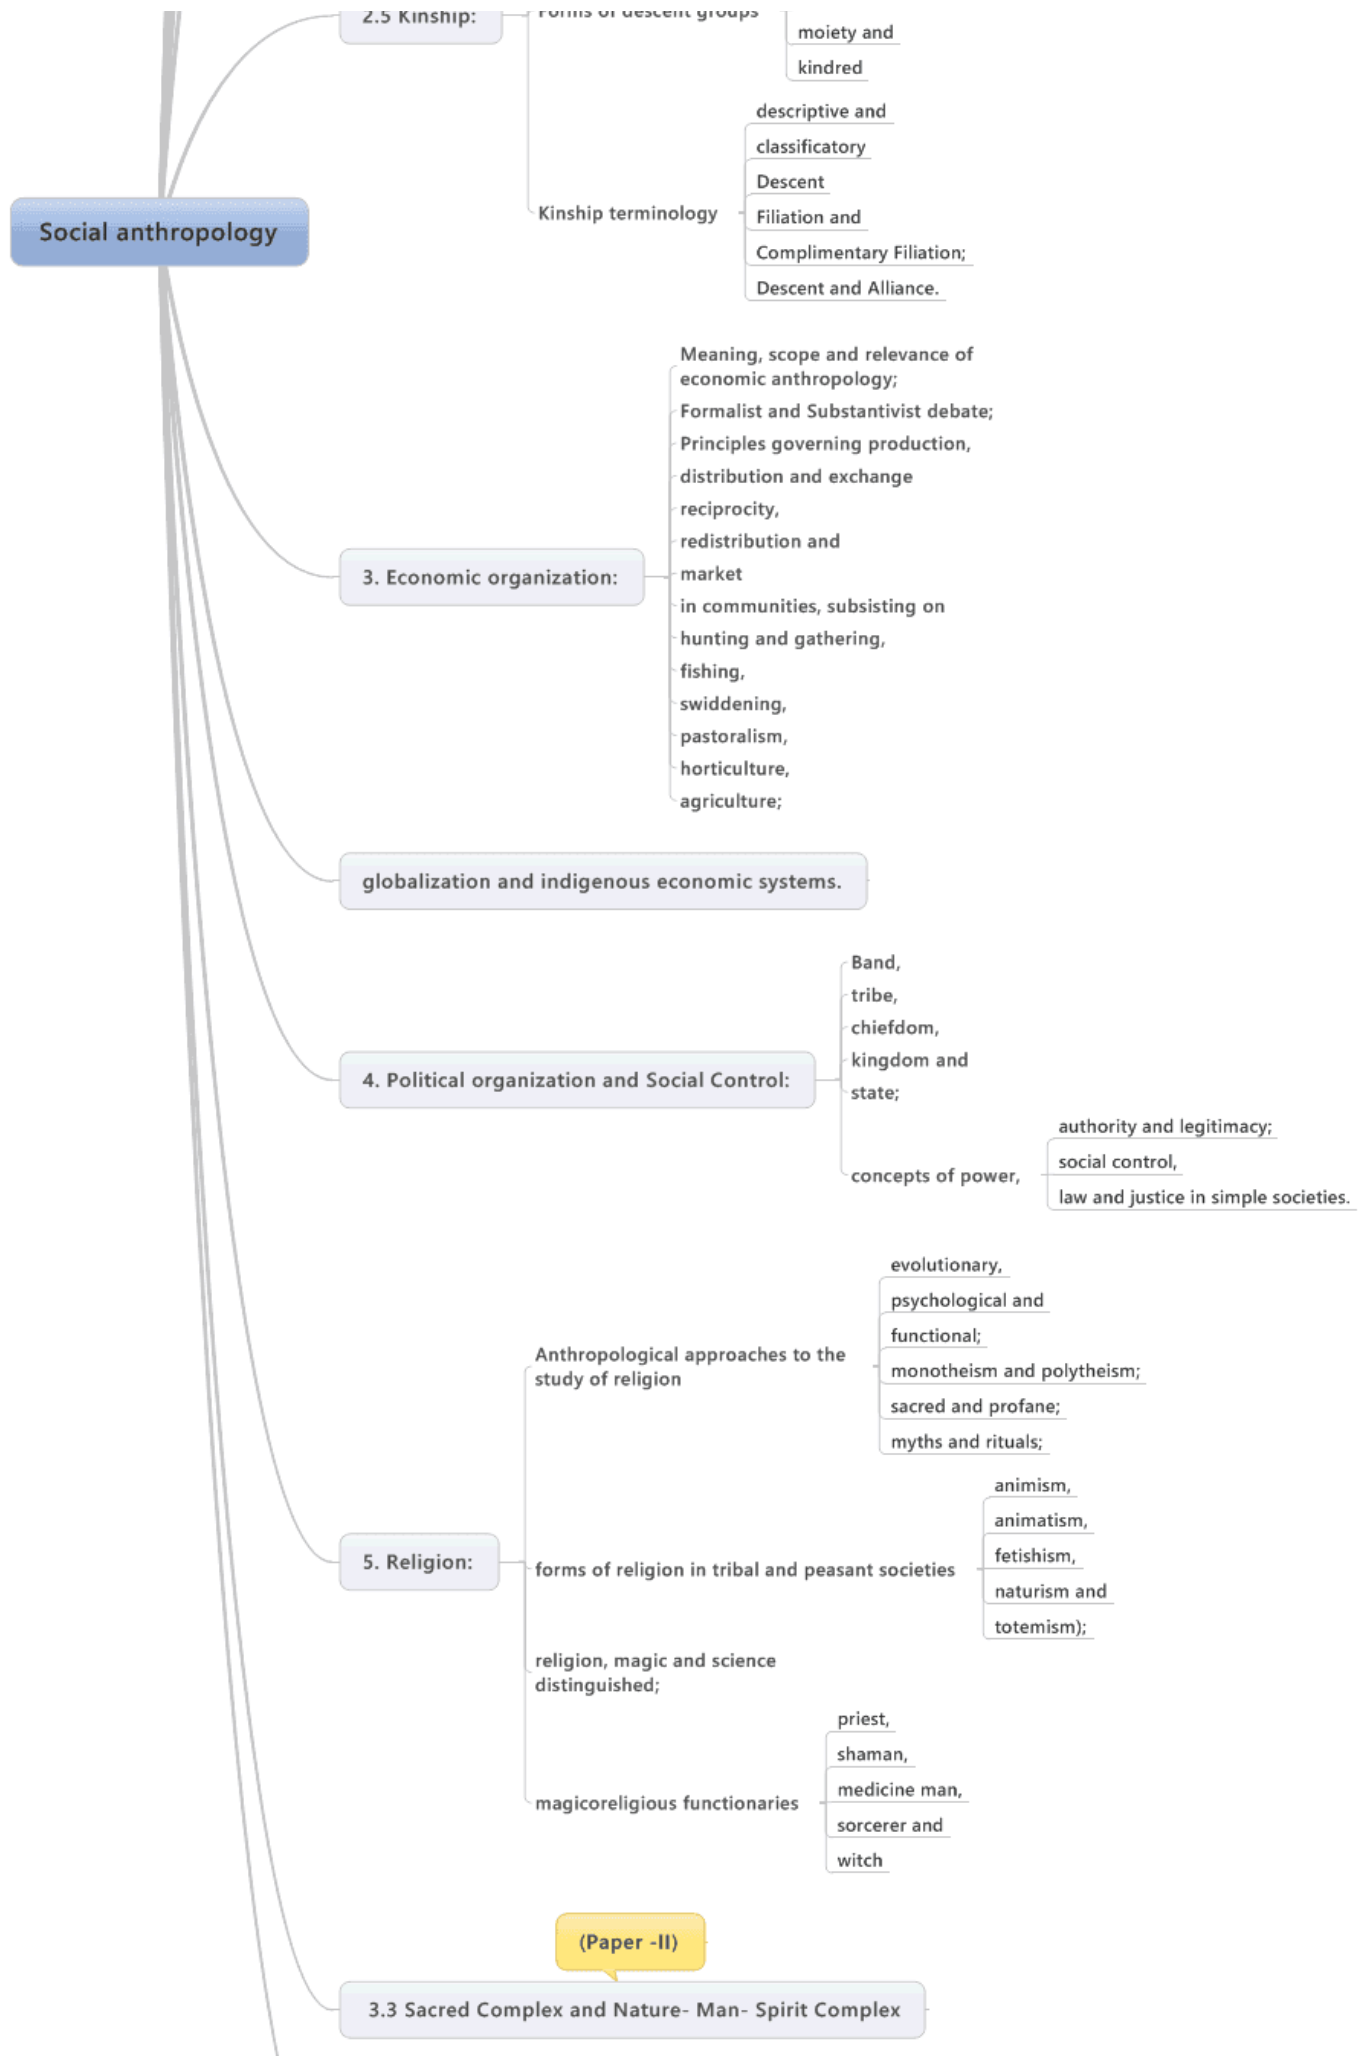 2.5 Kinship:
Forms of descent groups
moiety and
kindred
descriptive and
classificatory
Descent
Kinship terminology
Filiation and
Complimentary Filiation;
Descent and Alliance.
Social anthropology
Meaning, scope and relevance of
economic anthropology;
Formalist and Substantivist debate;
Principles governing production,
distribution and exchange
reciprocity,
redistribution and
market
3. Economic organization:
in communities, subsisting on
hunting and gathering,
fishing,
swiddening,
pastoralism,
horticulture,
agriculture;
globalization and indigenous economic systems.
Band,
tribe,
chiefdom,
kingdom and
4. Political organization and Social Control:
state;
concepts of power,
authority and legitimacy;
social control,
law and justice in simple societies.
evolutionary,
psychological and
functional;
Anthropological approaches to the
study of religion
monotheism and polytheism;
sacred and profane;
myths and rituals;
animism,
animatism,
fetishism,
5. Religion:
forms of religion in tribal and peasant societies
naturism and
totemism);
religion, magic and science
distinguished;
priest,
shaman,
medicine man,
magicoreligious functionaries
sorcerer and
witch
(Paper -II)
3.3 Sacred Complex and Nature- Man- Spirit Complex